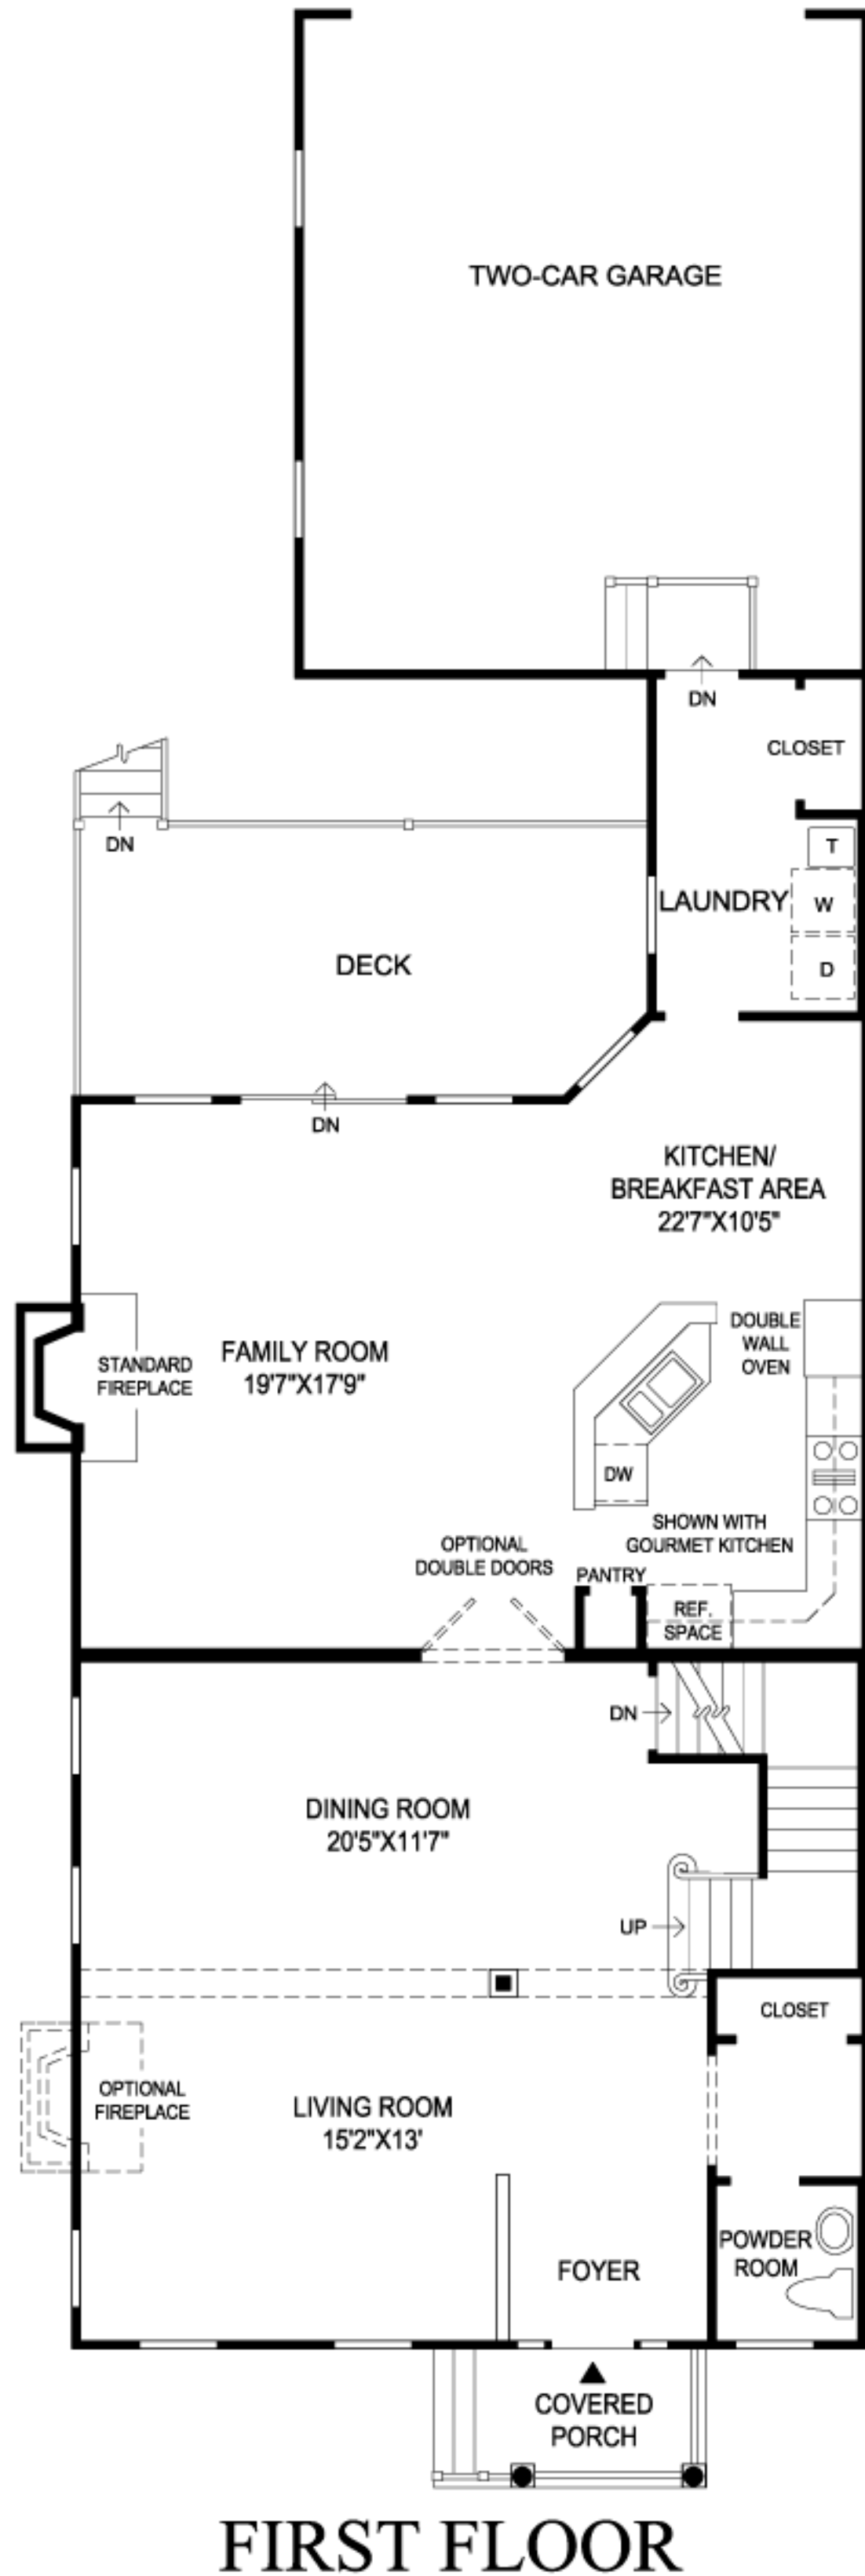 TWO-CAR GARAGE
DN
CLOSET
DN
T
LAUNDRY
W
DECK
D
DN
KITCHEN/
BREAKFAST AREA
22'7"X10'5"
DOUBLE
WALL
OVEN
FAMILY ROOM
19'7"X17'9"
STANDARD
FIREPLACE
DW
SHOWN WITH
GOURMET KITCHEN
OPTIONAL
DOUBLE DOORS
PANTRY
REF.
SPACE
DN
DINING ROOM
20'5"X11'7"
UP
CLOSET
OPTIONAL
FIREPLACE
LIVING ROOM
15'2"X13'
POWDER
ROOM
FOYER
COVERED
PORCH
FIRST FLOOR